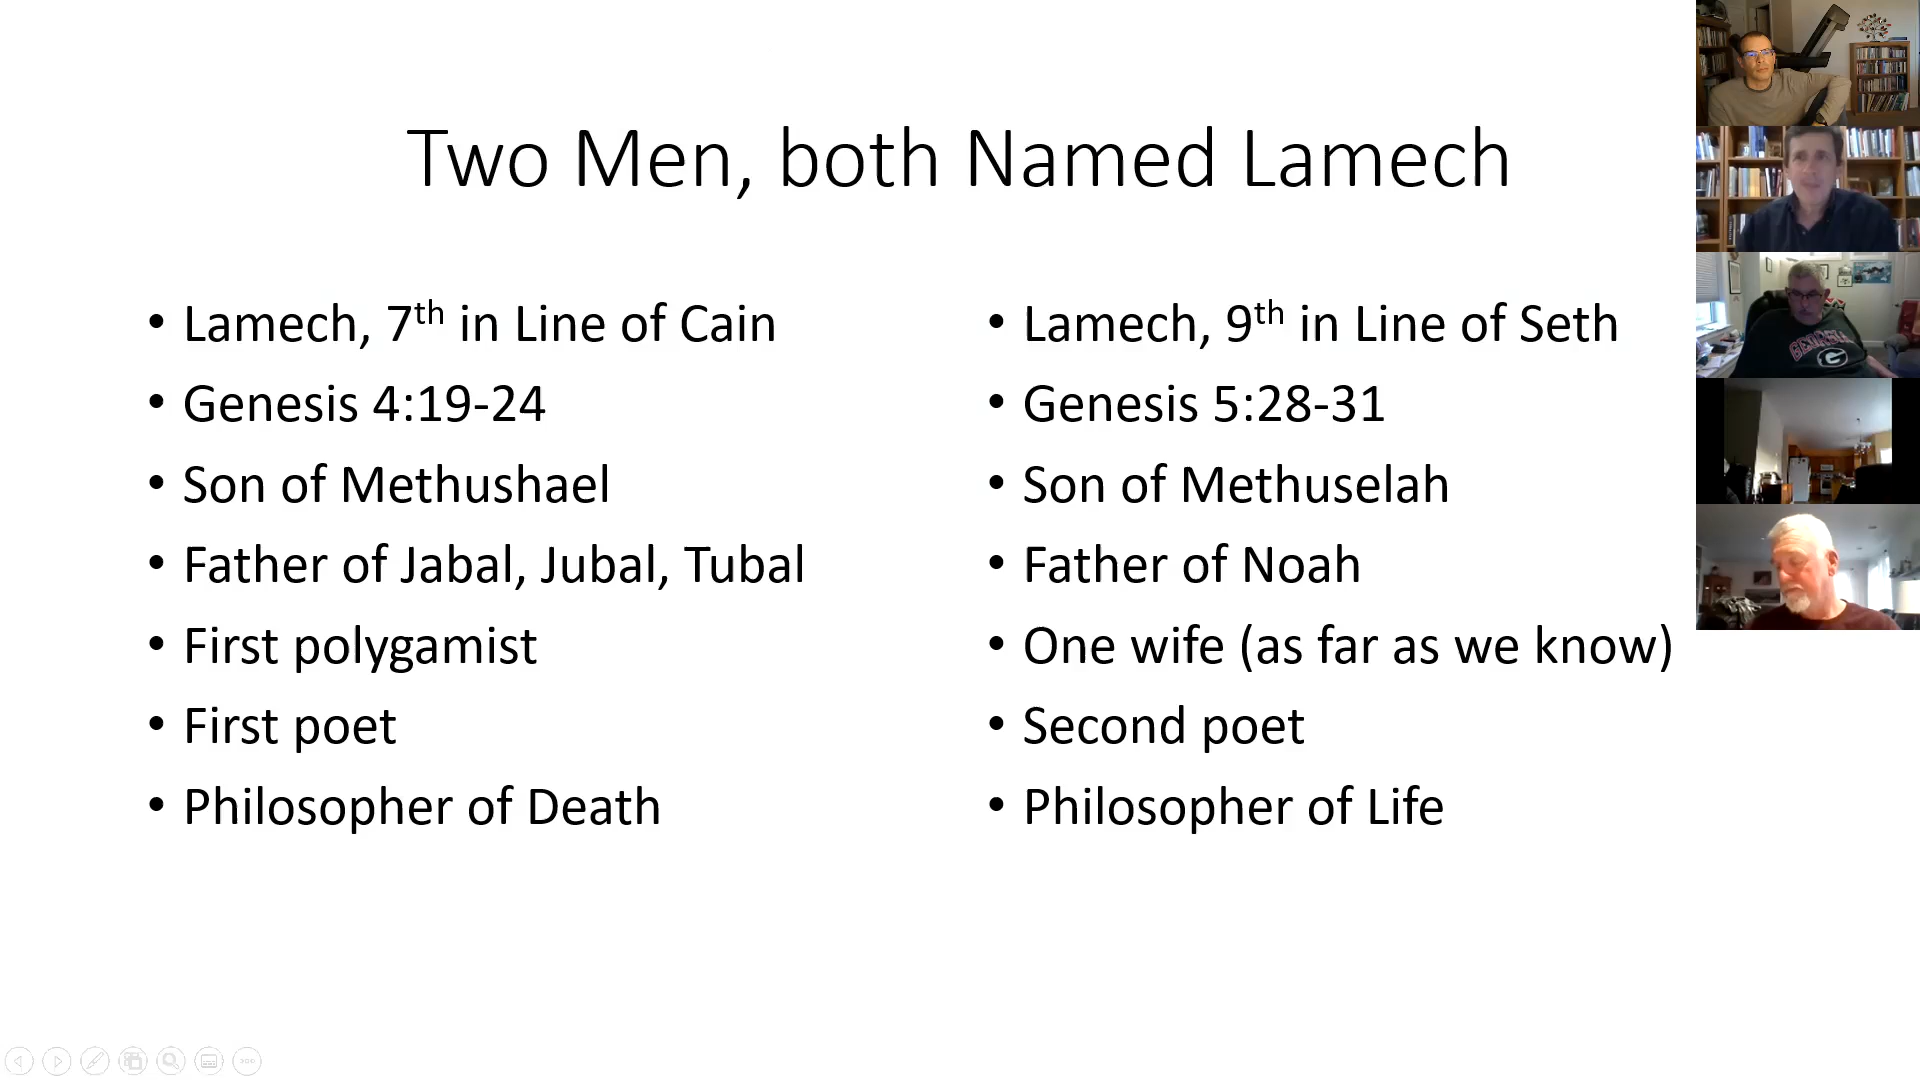 Two Men, both Named Lamech
• Lamech, 7th in Line of Cain
• Genesis 4:19-24
• Son of Methushael
• Father of Jabal, Jubal, Tubal
• First polygamist
• First poet
• Philosopher of Death
• Lamech, 9th in Line of Seth
• Genesis 5:28-31
• Son of Methuselah
• Father of Noah
• One wife (as far as we know)
• Second poet
• Philosopher of Life
GEORGIA
G